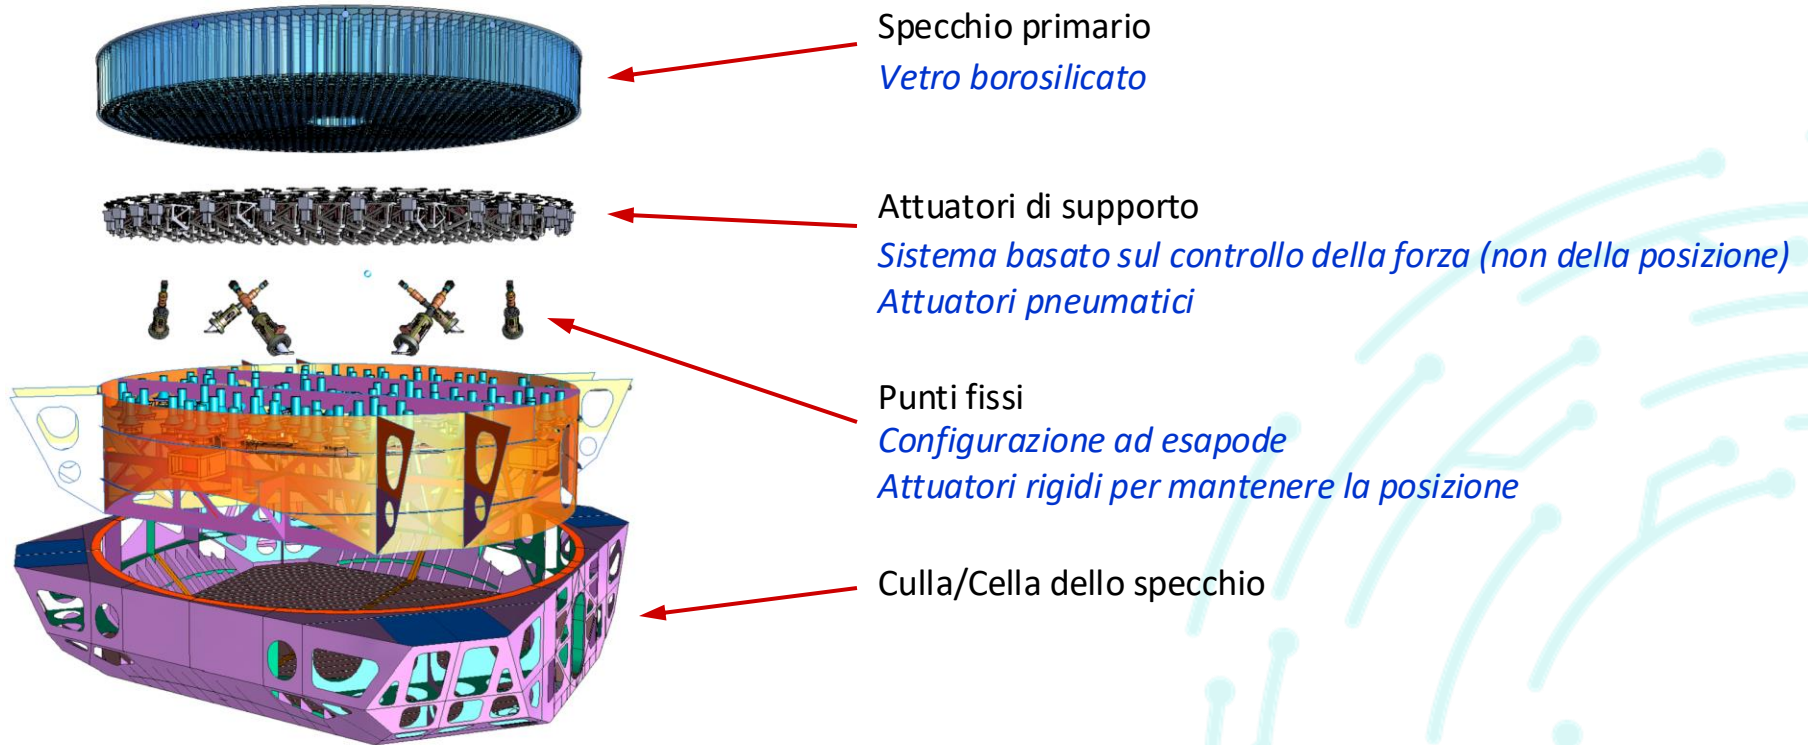 Specchio primario
Vetro borosilicato
Attuatori di supporto
Sistema basato sul controllo della forza (non della posizione)
Attuatori pneumatici
Punti fissi
Configurazione ad esapode
Attuatori rigidi per mantenere la posizione
Culla/Cella dello specchio